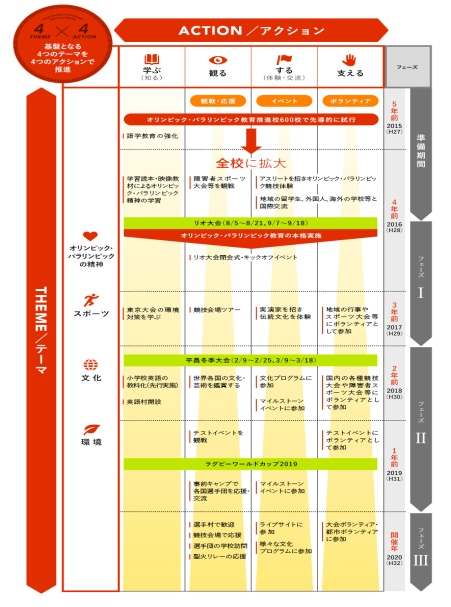 4 THEME × 4 ACTION
基盤となる
4つのテーマを
4つのアクションで
推進
ACTION／アクション
学ぶ
（知る）
観る
する
（体験・交流）
支える
フェーズ
観戦・応援
イベント
ボランティア
オリンピック・パラリンピック教育推進校600校で先導的に試行
5年前
2015
(H27)
準備期間
語学教育の強化
全校に拡大
学習読本・映像教
材によるオリンピッ
ク・パラリンピック
精神の学習
障害者スポーツ
大会等を観戦
アスリートを招きオリンピック・パラリンピッ
ク競技体験
地域の留学生、外国人、海外の学校等と
国際交流
4年前
2016
(H28)
リオ大会（8/5～8/21、9/7～9/18）
オリンピック・パラリンピック教育の本格実施
リオ大会閉会式・キックオフイベント
フェーズ
I
THEME／テーマ
オリンピック・
パラリンピック
の精神
スポーツ
文化
環境
東京大会の環境
対策を学ぶ
競技会場ツアー
実演家を招き
伝統文化を体験
地域の行事や
スポーツ大会等
にボランティアと
して参加
3年前
2017
(H29)
平昌冬季大会（2/9～2/25、3/9～3/18）
小学校英語の
教科化(先行実施)
英語村開設
世界各国の文化・
芸術を鑑賞する
文化プログラムに
参加
マイルストーン
イベントに参加
国内の各種競技
大会や障害者ス
ポーツ大会等に
ボランティアとし
て参加
2年前
2018
(H30)
フェーズ
II
テストイベントを
観戦
テストイベントに
ボランティアとし
て参加
1年前
2019
(H31)
ラグビーワールドカップ2019
事前キャンプで
各国選手団を応援・
交流
マイルストーン
イベントに参加
選手村で歓迎
競技会場で応援
選手団の学校訪問
聖火リレーの応援
ライブサイトに
参加
様々な文化
プログラムに参加
大会ボランティア・
都市ボランティア
に参加
開催年
2020
(H32)
フェーズ
III